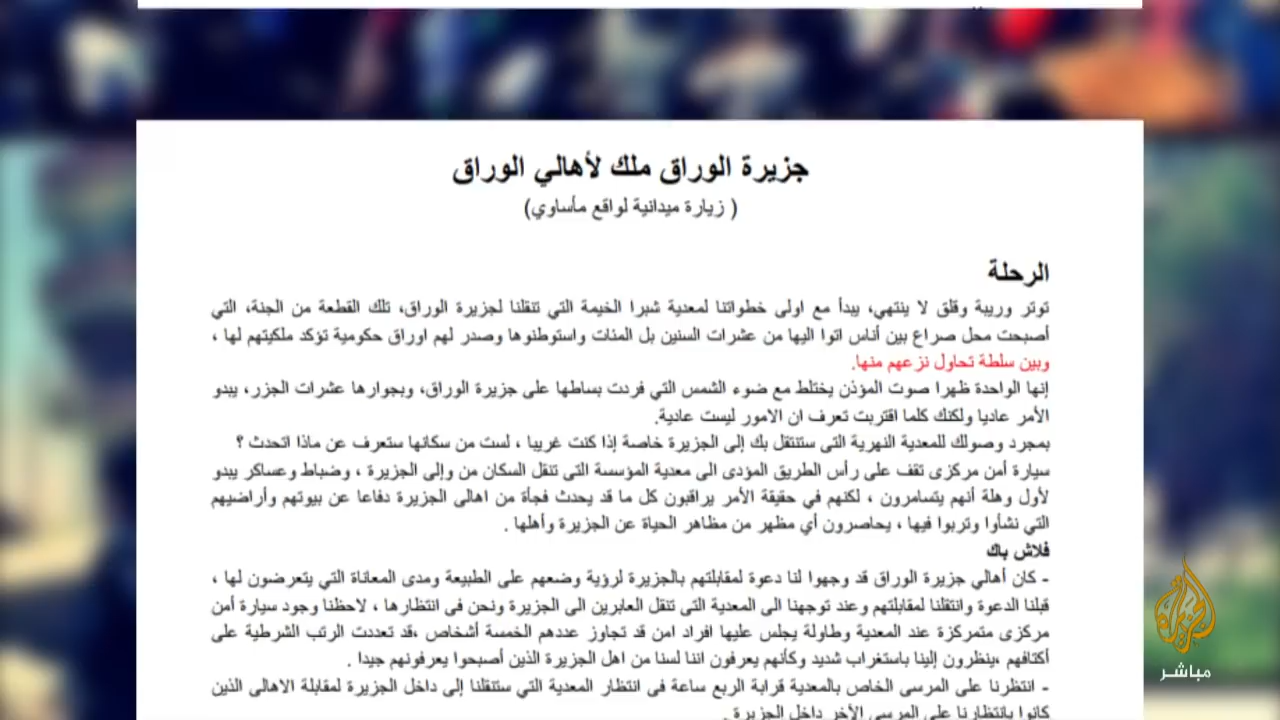 جزيرة الوراق ملك لأهالي الوراق
( زيارة ميدانية لواقع مأساوي)
الرحلة
توتر وريبة وقلق لا ينتهي، يبدأ مع اولى خطواتنا لمعدية شبرا الخيمة التي تنقلنا لجزيرة الوراق، تلك القطعة من الجنة، التي
أصبحت محل صراع بين أناس اتوا اليها من عشرات السنين بل المئات واستوطنوها وصدر لهم اوراق حكومية تؤكد ملكيتهم لها ،
وبين سلطة تحاول نزعهم منها.
إنها الواحدة ظهرا صوت المؤذن يختلط مع ضوء الشمس التي فردت بساطها على جزيرة الوراق، وبجوارها عشرات الجزر، يبدو
الأمر عاديا ولكنك كلما اقتربت تعرف ان الامور ليست عادية.
بمجرد وصولك للمعدية النهرية التى ستنتقل بك إلى الجزيرة خاصة إذا كنت غريبا ، لست من سكانها ستعرف عن ماذا اتحدث ؟
سيارة أمن مركزى تقف على رأس الطريق المؤدى الى معدية المؤسسة التى تنقل السكان من وإلى الجزيرة ، وضباط وعساكر يبدو
لأول وهلة أنهم يتسامرون ، لكنهم في حقيقة الأمر يراقبون كل ما قد يحدث فجأة من اهالى الجزيرة دفاعا عن بيوتهم وأراضيهم
التي نشأوا وتربوا فيها ، يحاصرون أي مظهر من مظاهر الحياة عن الجزيرة وأهلها .
فلاش باك
- كان أهالي جزيرة الوراق قد وجهوا لنا دعوة لمقابلتهم بالجزيرة لرؤية وضعهم على الطبيعة ومدى المعاناة التي يتعرضون لها ،
قبلنا الدعوة وانتقلنا لمقابلتهم وعند توجهنا الى المعدية التى تنقل العابرين الى الجزيرة ونحن فى انتظارها ، لاحظنا وجود سيارة أمن
مركزى متمركزة عند المعدية وطاولة يجلس عليها افراد امن قد تجاوز عددهم الخمسة أشخاص ،قد تعددت الرتب الشرطية على
أكتافهم ،ينظرون إلينا باستغراب شديد وكأنهم يعرفون اننا لسنا من اهل الجزيرة الذين أصبحوا يعرفونهم جيدا .
- انتظرنا على المرسى الخاص بالمعدية قرابة الربع ساعة فى انتظار المعدية التي ستنقلنا إلى داخل الجزيرة لمقابلة الاهالى الذين
كانوا بانتظارنا على المرسى الآخر داخل الجزيرة .
الجزيرة
مباشر